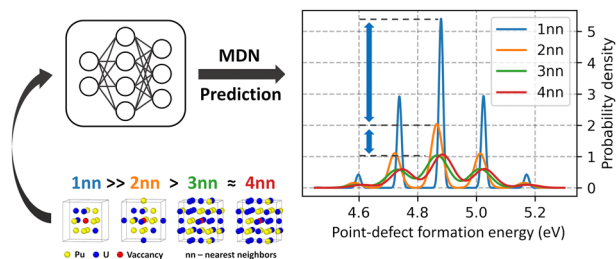 MDN
Prediction
1nn >> 2nn > 3nn ≈ 4nn
Pu U Vaccancy nn – nearest neighbors
1nn
2nn
3nn
4nn
5
4
3
2
1
0
Probability density
4.6 4.8 5.0 5.2
Point-defect formation energy (eV)